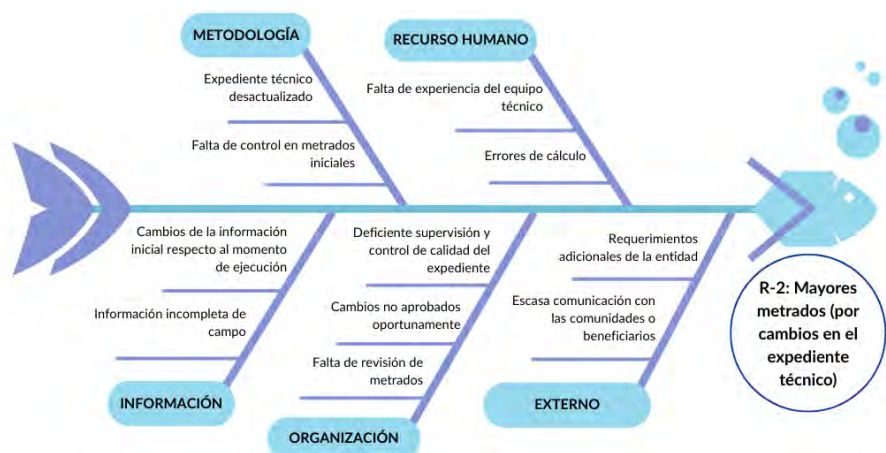 METODOLOGÍA
RECURSO HUMANO
Expediente técnico
desactualizado
Falta de control en metrados
iniciales
Falta de experiencia del equipo
técnico
Errores de cálculo
Cambios de la información
inicial respecto al momento
de ejecución
Información incompleta de
campo
Deficiente supervisión y
control de calidad del
expediente
Cambios no aprobados
oportunamente
Falta de revisión de
metrados
Requerimientos
adicionales de la entidad
Escasa comunicación con
las comunidades o
beneficiarios
R-2: Mayores
metrados (por
cambios en el
expediente
técnico)
INFORMACIÓN
ORGANIZACIÓN
EXTERNO